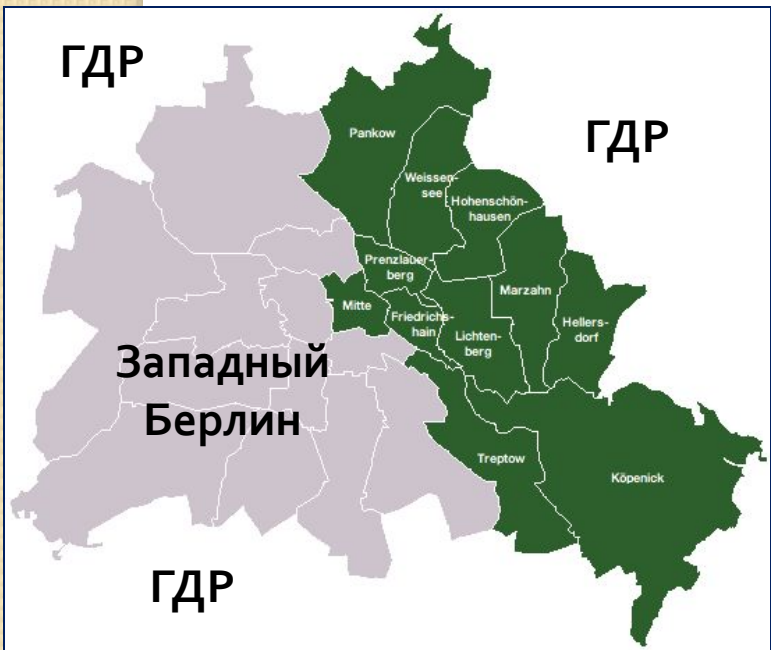 ГДР
ГДР
Pankow
Weissen-
see
Hohenschön-
hausen
Prenzlauer-
berg
Mitte
Friedrichs-
hain
Lichten-
berg
Marzahn
Hellers-
dorf
Западный
Берлин
Treptow
Köpenick
ГДР